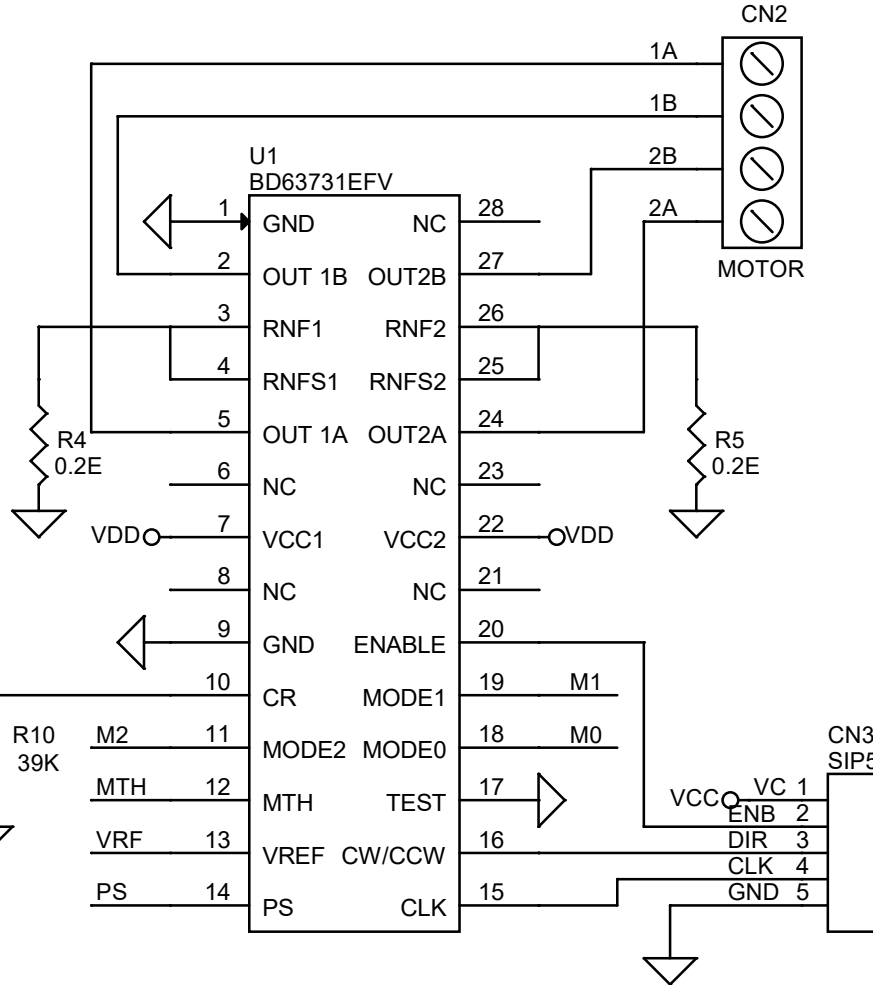 CN2
1A
1B
2B
2A
MOTOR
U1
BD63731EFV
1 GND NC 28
2 OUT 1B OUT2B 27
3 RNF1 RNF2 26
4 RNFS1 RNFS2 25
5 OUT 1A OUT2A 24
R4
0.2E
R5
0.2E
6 NC NC 23
VDD 7 VCC1 VCC2 22 VDD
8 NC NC 21
9 GND ENABLE 20
10 CR MODE1 19 M1
R10
39K
M2 11 MODE2 MODE0 18 M0
MTH 12 MTH TEST 17
VRF 13 VREF CW/CCW 16
PS 14 PS CLK 15
CN3
SIP5
VCC VC 1
ENB 2
DIR 3
CLK 4
GND 5